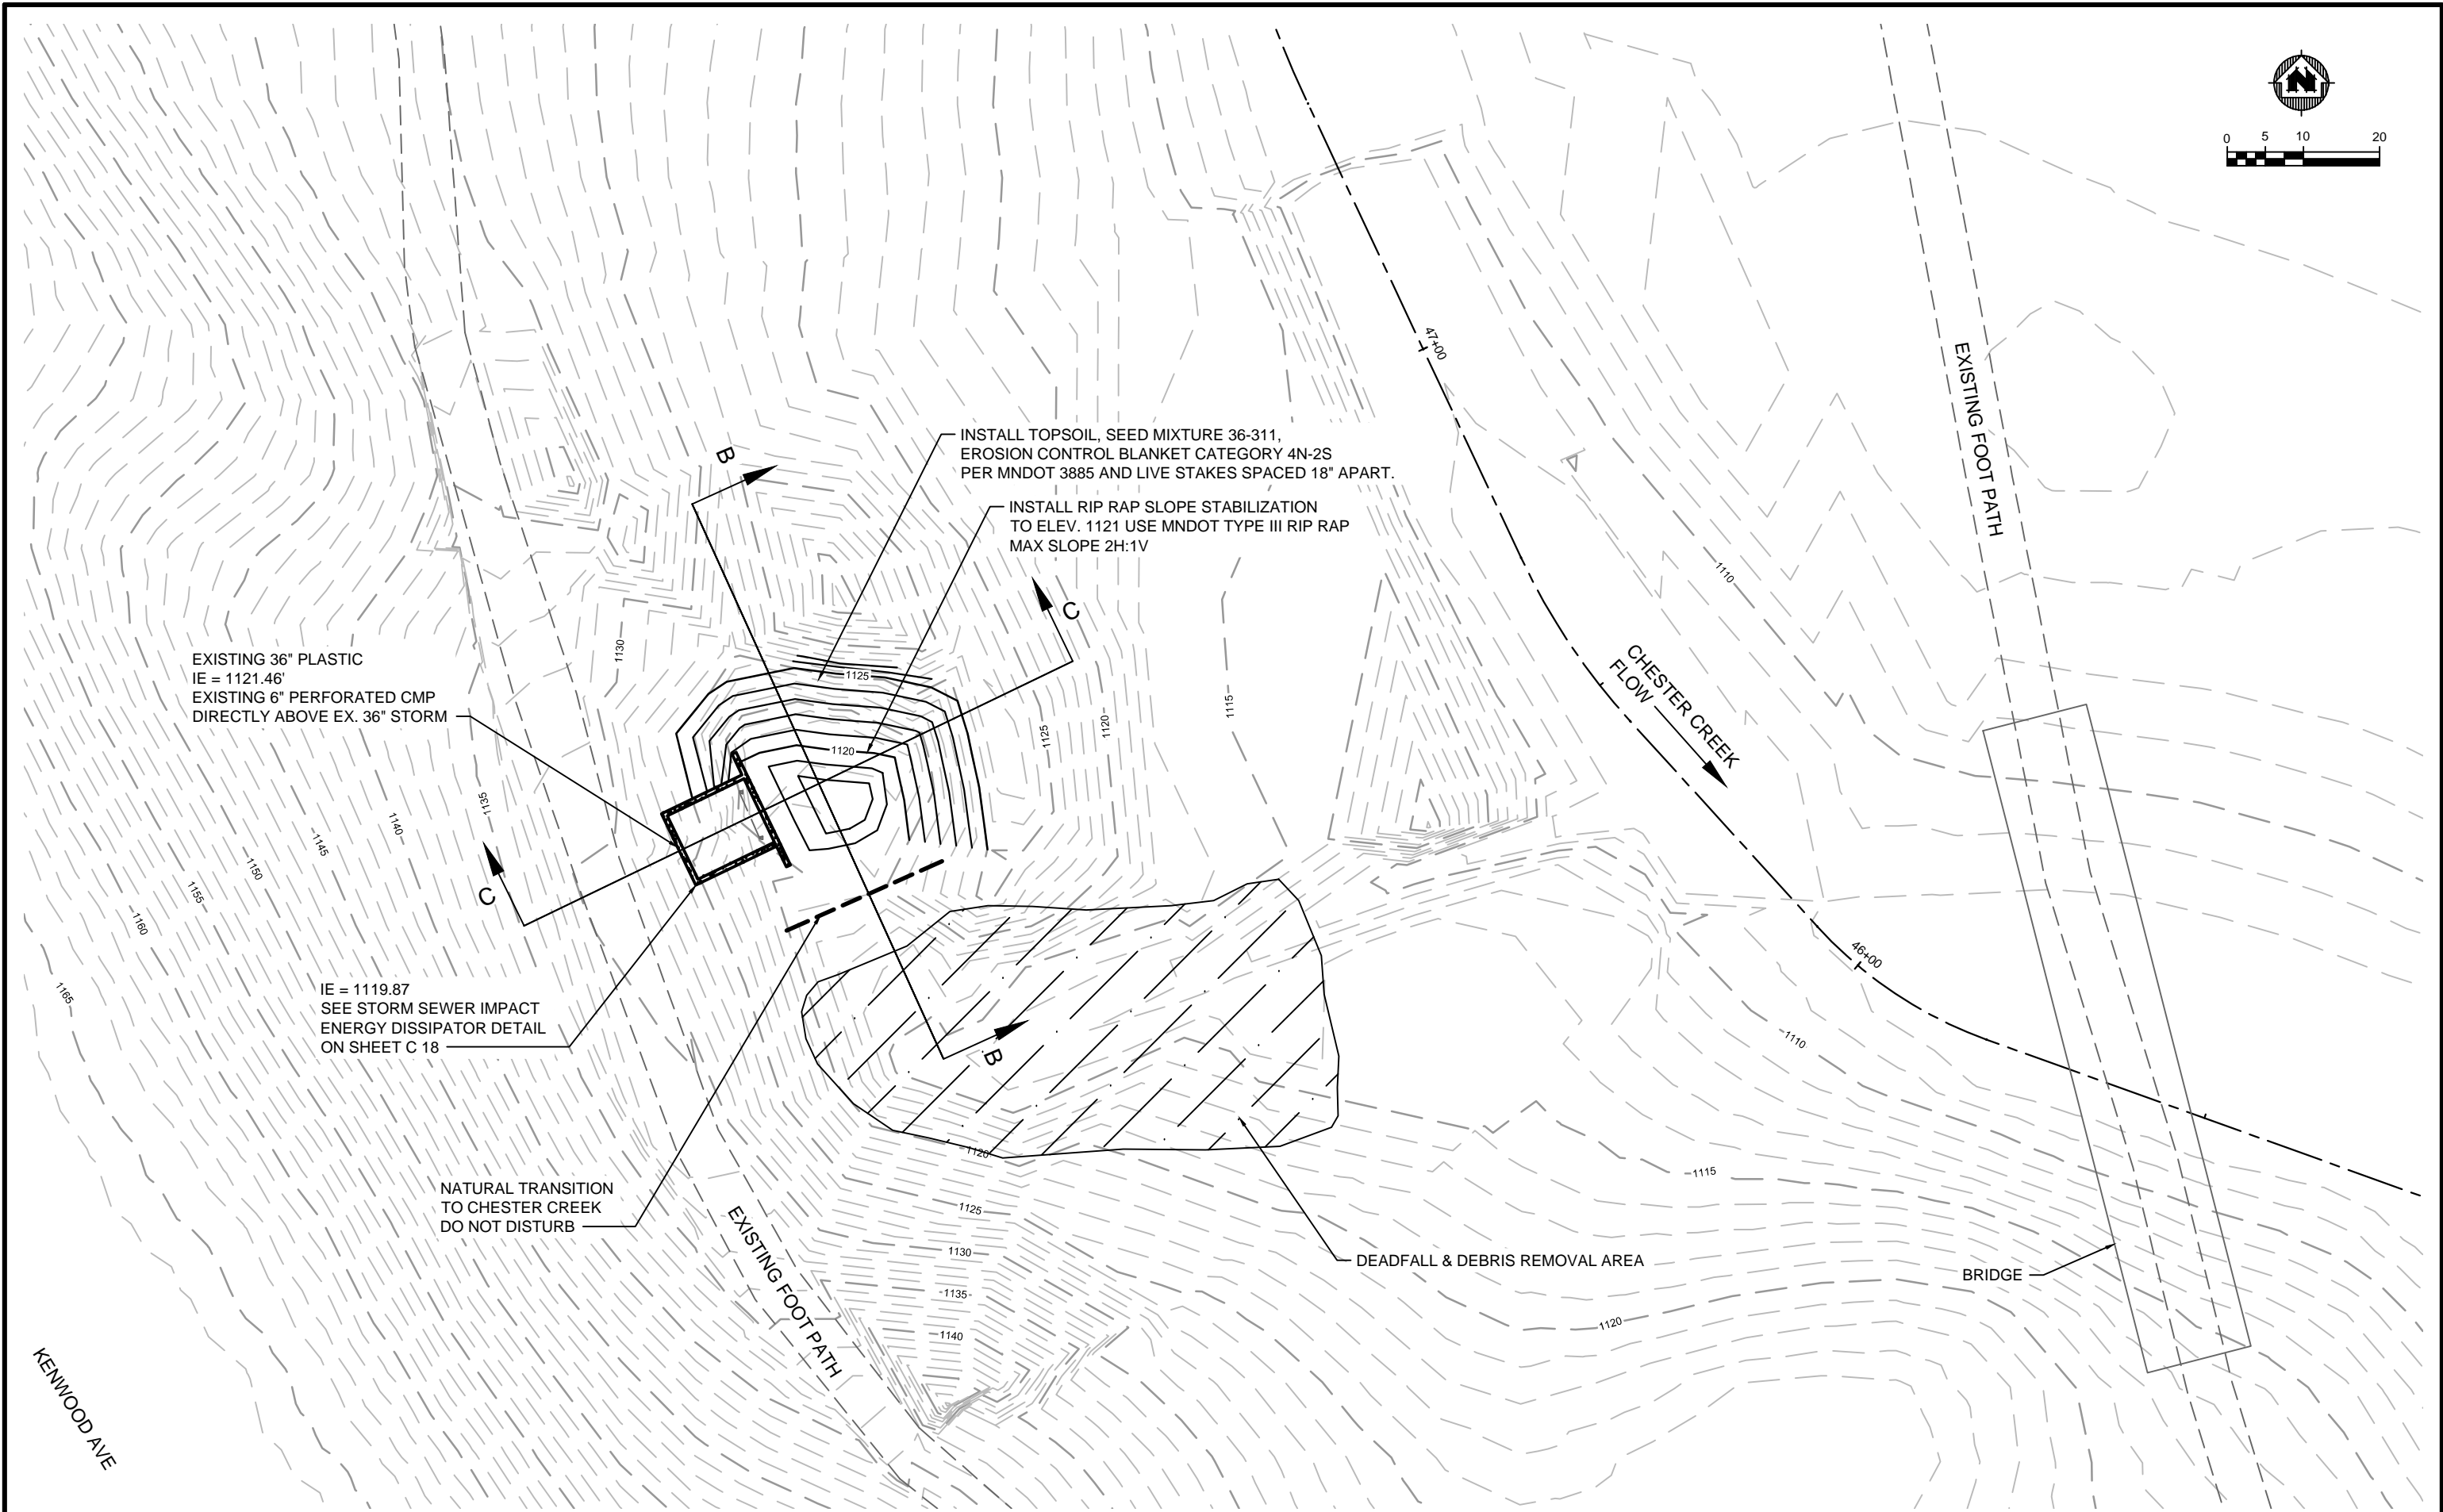 N
0 5 10 20
47+00
EXISTING FOOT PATH
INSTALL TOPSOIL, SEED MIXTURE 36-311,
EROSION CONTROL BLANKET CATEGORY 4N-2S
PER MNDOT 3885 AND LIVE STAKES SPACED 18" APART.
B
INSTALL RIP RAP SLOPE STABILIZATION
TO ELEV. 1121 USE MNDOT TYPE III RIP RAP
MAX SLOPE 2H:1V
1110
C
1130
EXISTING 36" PLASTIC
IE = 1121.46'
EXISTING 6" PERFORATED CMP
DIRECTLY ABOVE EX. 36" STORM
1125
1120
1125
1120
1115
CHESTER CREEK
FLOW
1135
1140
1145
1150
1155
1160
1165
C
46+00
IE = 1119.87
SEE STORM SEWER IMPACT
ENERGY DISSIPATOR DETAIL
ON SHEET C 18
B
1110
1120
1115
NATURAL TRANSITION
TO CHESTER CREEK
DO NOT DISTURB
EXISTING FOOT PATH
1125
1130
1135
1140
DEADFALL & DEBRIS REMOVAL AREA
BRIDGE
1120
KENWOOD AVE